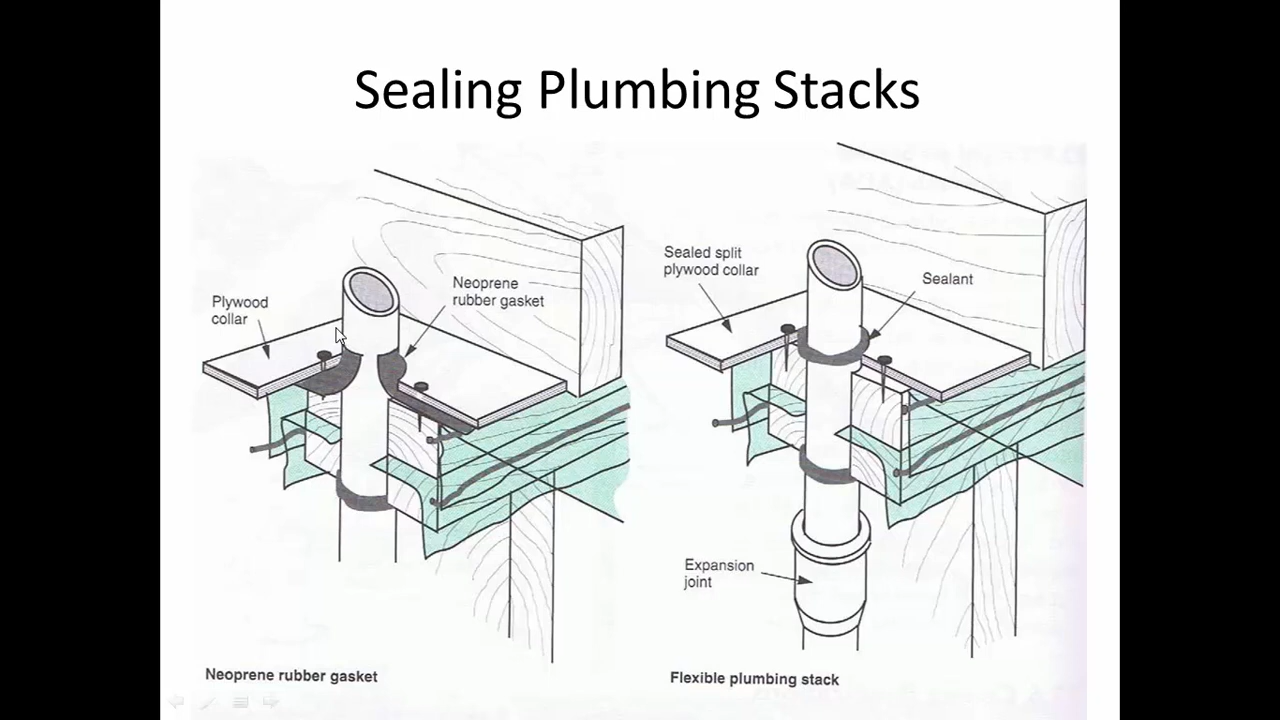 Sealing Plumbing Stacks
Plywood
collar
Neoprene
rubber gasket
Neoprene rubber gasket
Sealed split
plywood collar
Sealant
Expansion
joint
Flexible plumbing stack